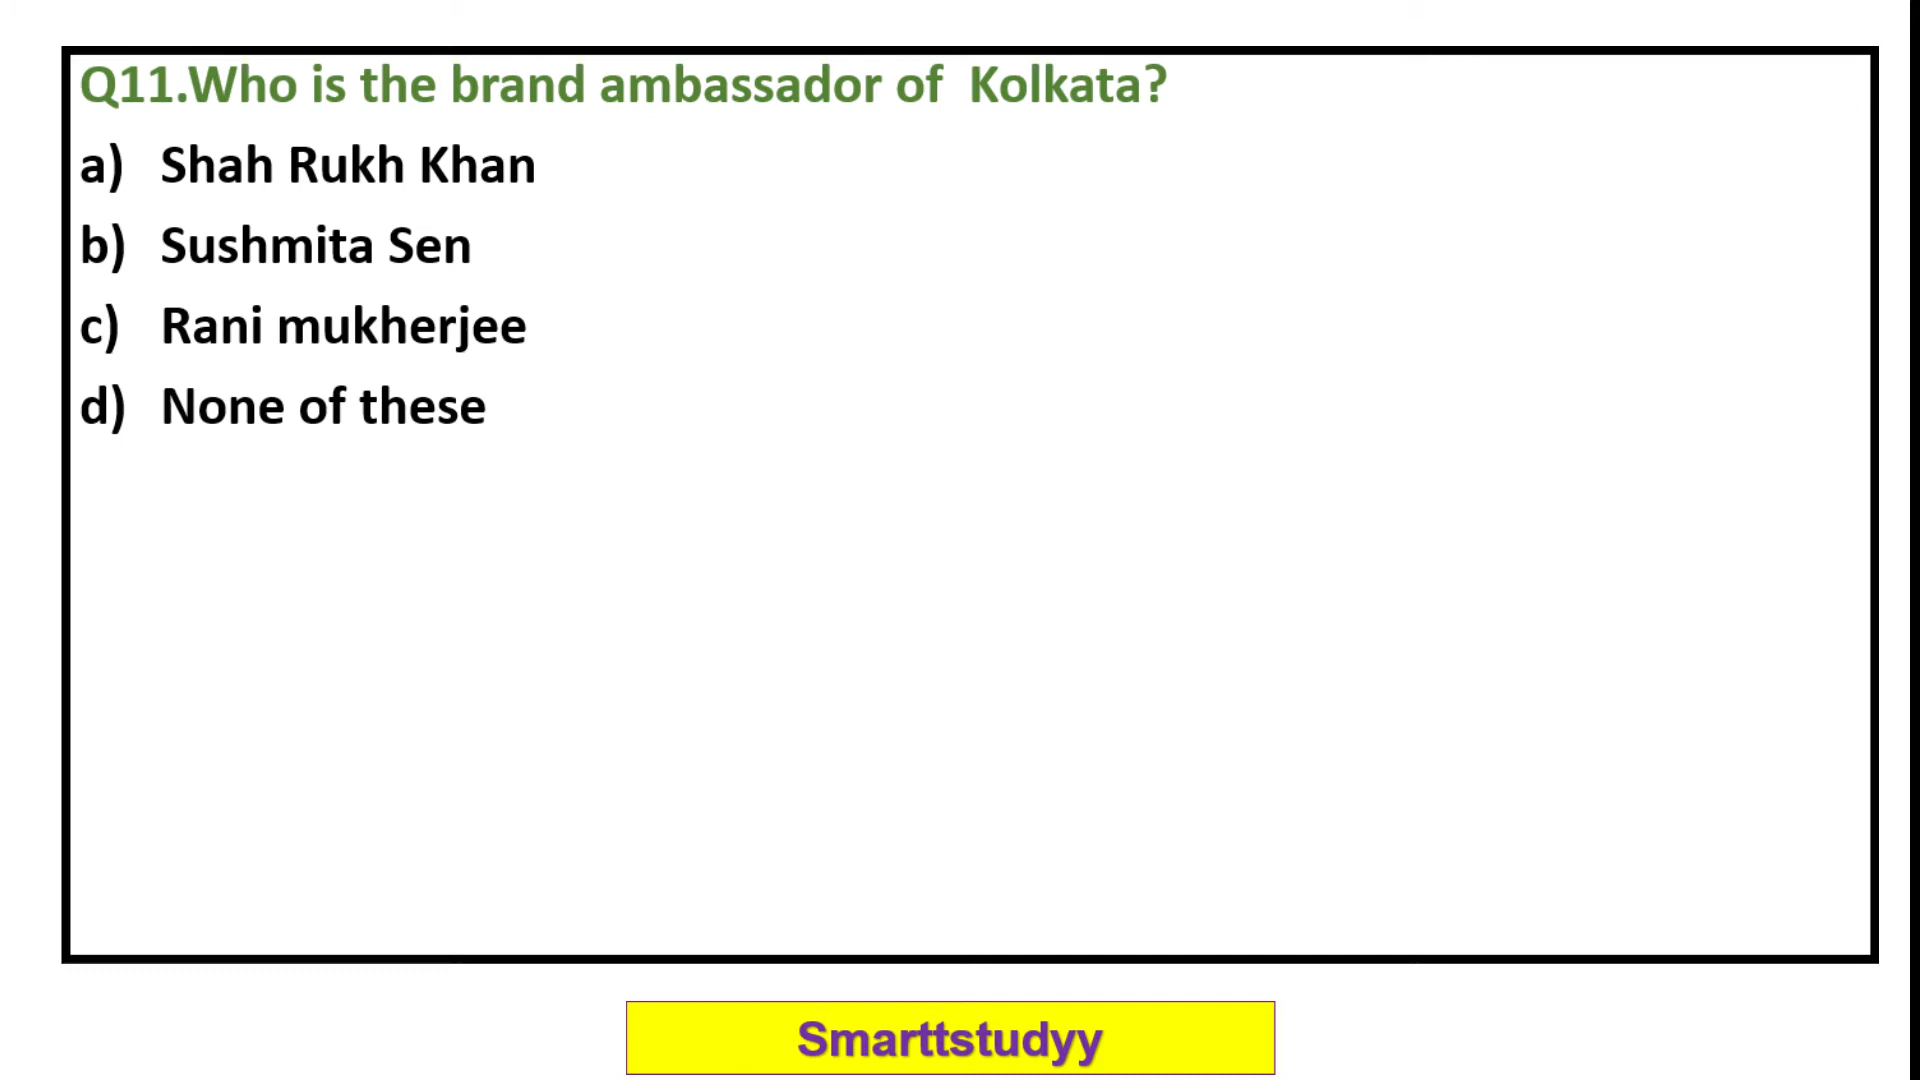 Q11.Who is the brand ambassador of  Kolkata?
a) Shah Rukh Khan
b) Sushmita Sen
c) Rani mukherjee
d) None of these
Smarttstudyy